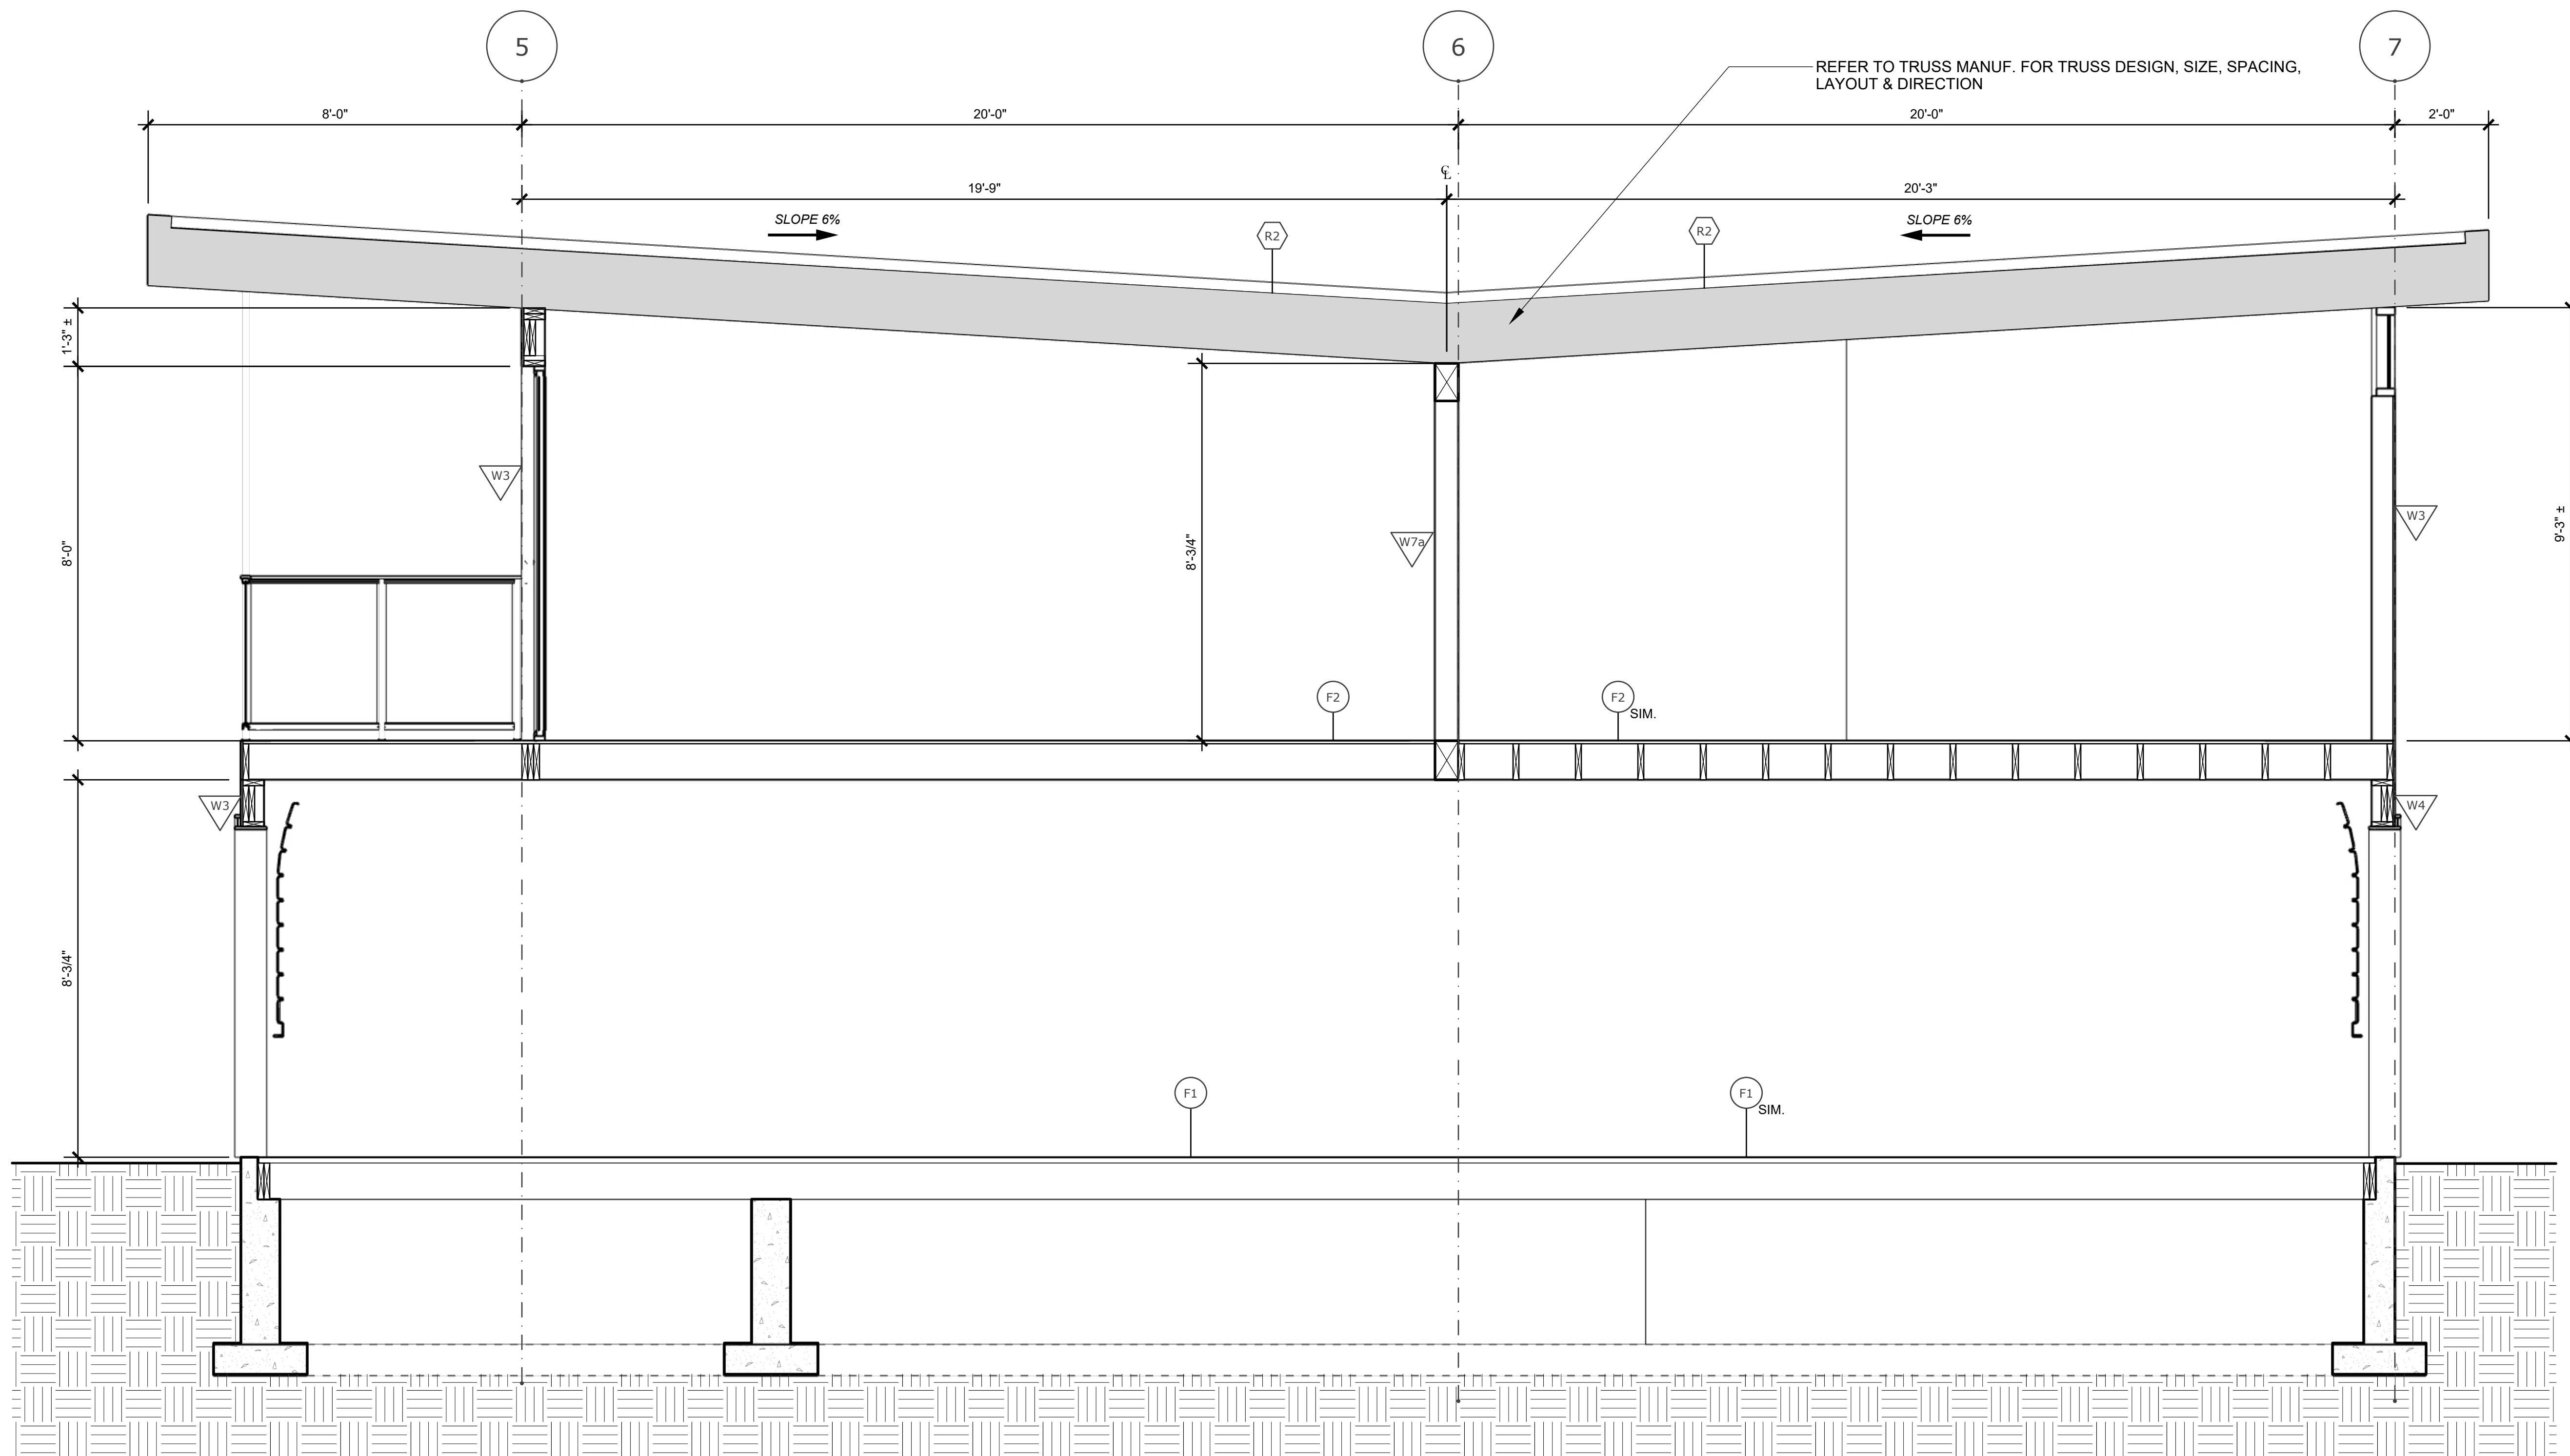 5
6
7
REFER TO TRUSS MANUF. FOR TRUSS DESIGN, SIZE, SPACING,
LAYOUT & DIRECTION
8'-0"
20'-0"
20'-0"
2'-0"
℄
19'-9"
20'-3"
SLOPE 6%
SLOPE 6%
R2
R2
1'-3" ±
8'-0"
W3
8'-3/4"
W7a
W3
9'-3" ±
F2
F2
SIM.
W3
W4
8'-3/4"
F1
F1
SIM.